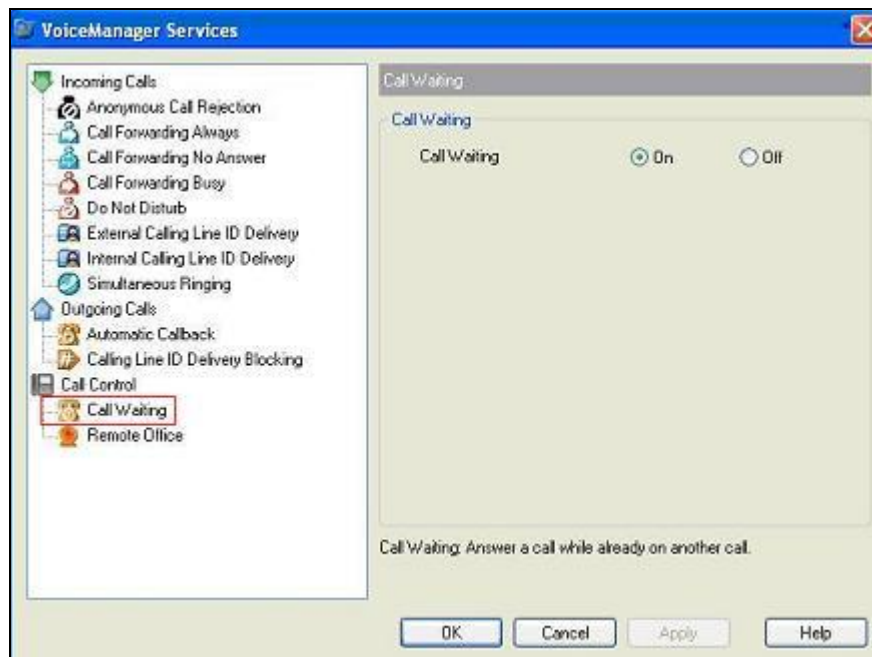 VoiceManager Services
Incoming Calls
Anonymous Call Rejection
Call Forwarding Always
Call Forwarding No Answer
Call Forwarding Busy
Do Not Disturb
External Calling Line ID Delivery
Internal Calling Line ID Delivery
Simultaneous Ringing
Outgoing Calls
Automatic Callback
Calling Line ID Delivery Blocking
Call Control
Call Waiting
Remote Office
Call Waiting
Call Waiting
Call Waiting On Off
Call Waiting: Answer a call while already on another call.
OK Cancel Apply Help